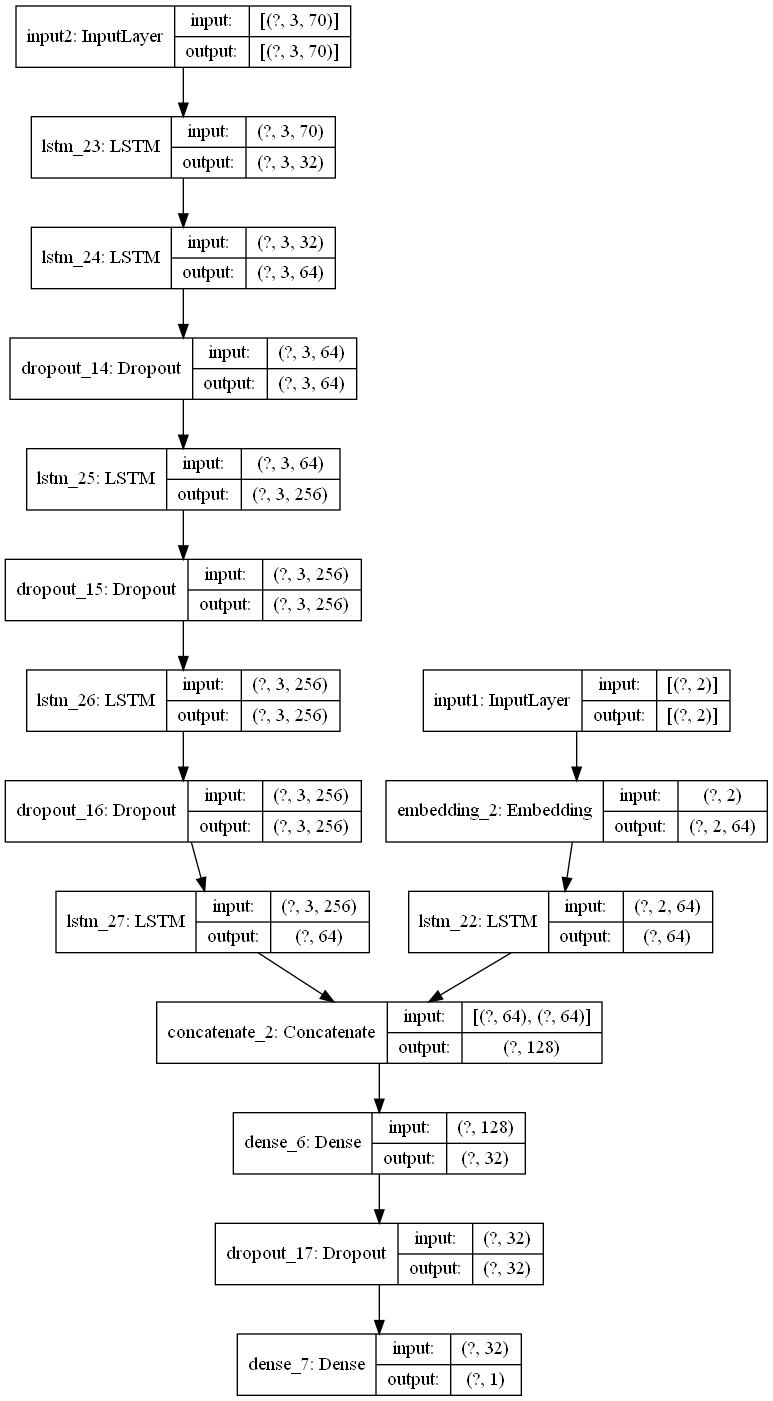 input2: InputLayer
input: [(?, 3, 70)]
output: [(?, 3, 70)]
lstm_23: LSTM
input: (?, 3, 70)
output: (?, 3, 32)
lstm_24: LSTM
input: (?, 3, 32)
output: (?, 3, 64)
dropout_14: Dropout
input: (?, 3, 64)
output: (?, 3, 64)
lstm_25: LSTM
input: (?, 3, 64)
output: (?, 3, 256)
dropout_15: Dropout
input: (?, 3, 256)
output: (?, 3, 256)
lstm_26: LSTM
input: (?, 3, 256)
output: (?, 3, 256)
input1: InputLayer
input: [(?, 2)]
output: [(?, 2)]
dropout_16: Dropout
input: (?, 3, 256)
output: (?, 3, 256)
embedding_2: Embedding
input: (?, 2)
output: (?, 2, 64)
lstm_27: LSTM
input: (?, 3, 256)
output: (?, 64)
lstm_22: LSTM
input: (?, 2, 64)
output: (?, 64)
concatenate_2: Concatenate
input: [(?, 64), (?, 64)]
output: (?, 128)
dense_6: Dense
input: (?, 128)
output: (?, 32)
dropout_17: Dropout
input: (?, 32)
output: (?, 32)
dense_7: Dense
input: (?, 32)
output: (?, 1)